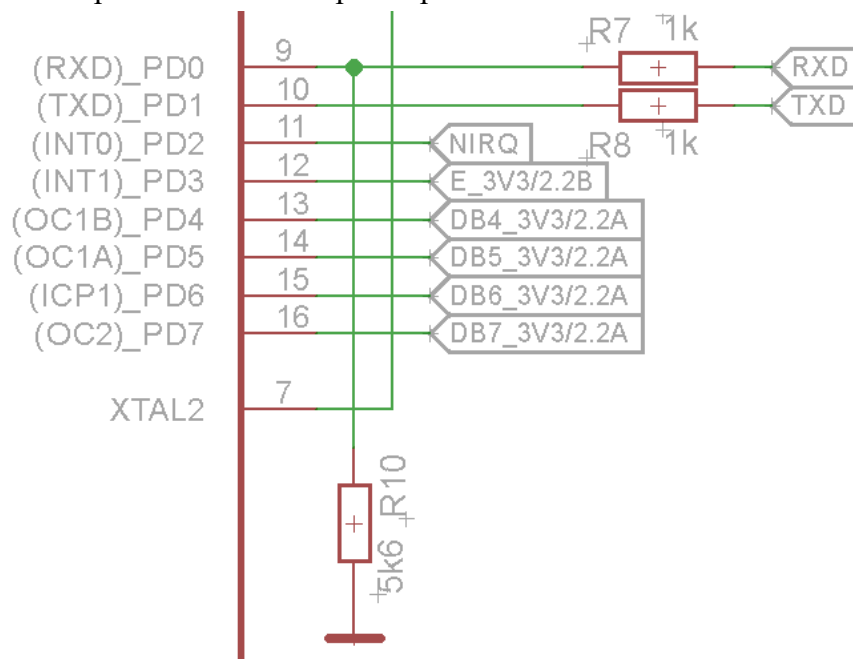 R7 1k
(RXD)_PD0 9 RXD
(TXD)_PD1 10 TXD
(INT0)_PD2 11 NIRQ R8 1k
(INT1)_PD3 12 E_3V3/2.2B
(OC1B)_PD4 13 DB4_3V3/2.2A
(OC1A)_PD5 14 DB5_3V3/2.2A
(ICP1)_PD6 15 DB6_3V3/2.2A
(OC2)_PD7 16 DB7_3V3/2.2A
XTAL2 7
R10
5k6